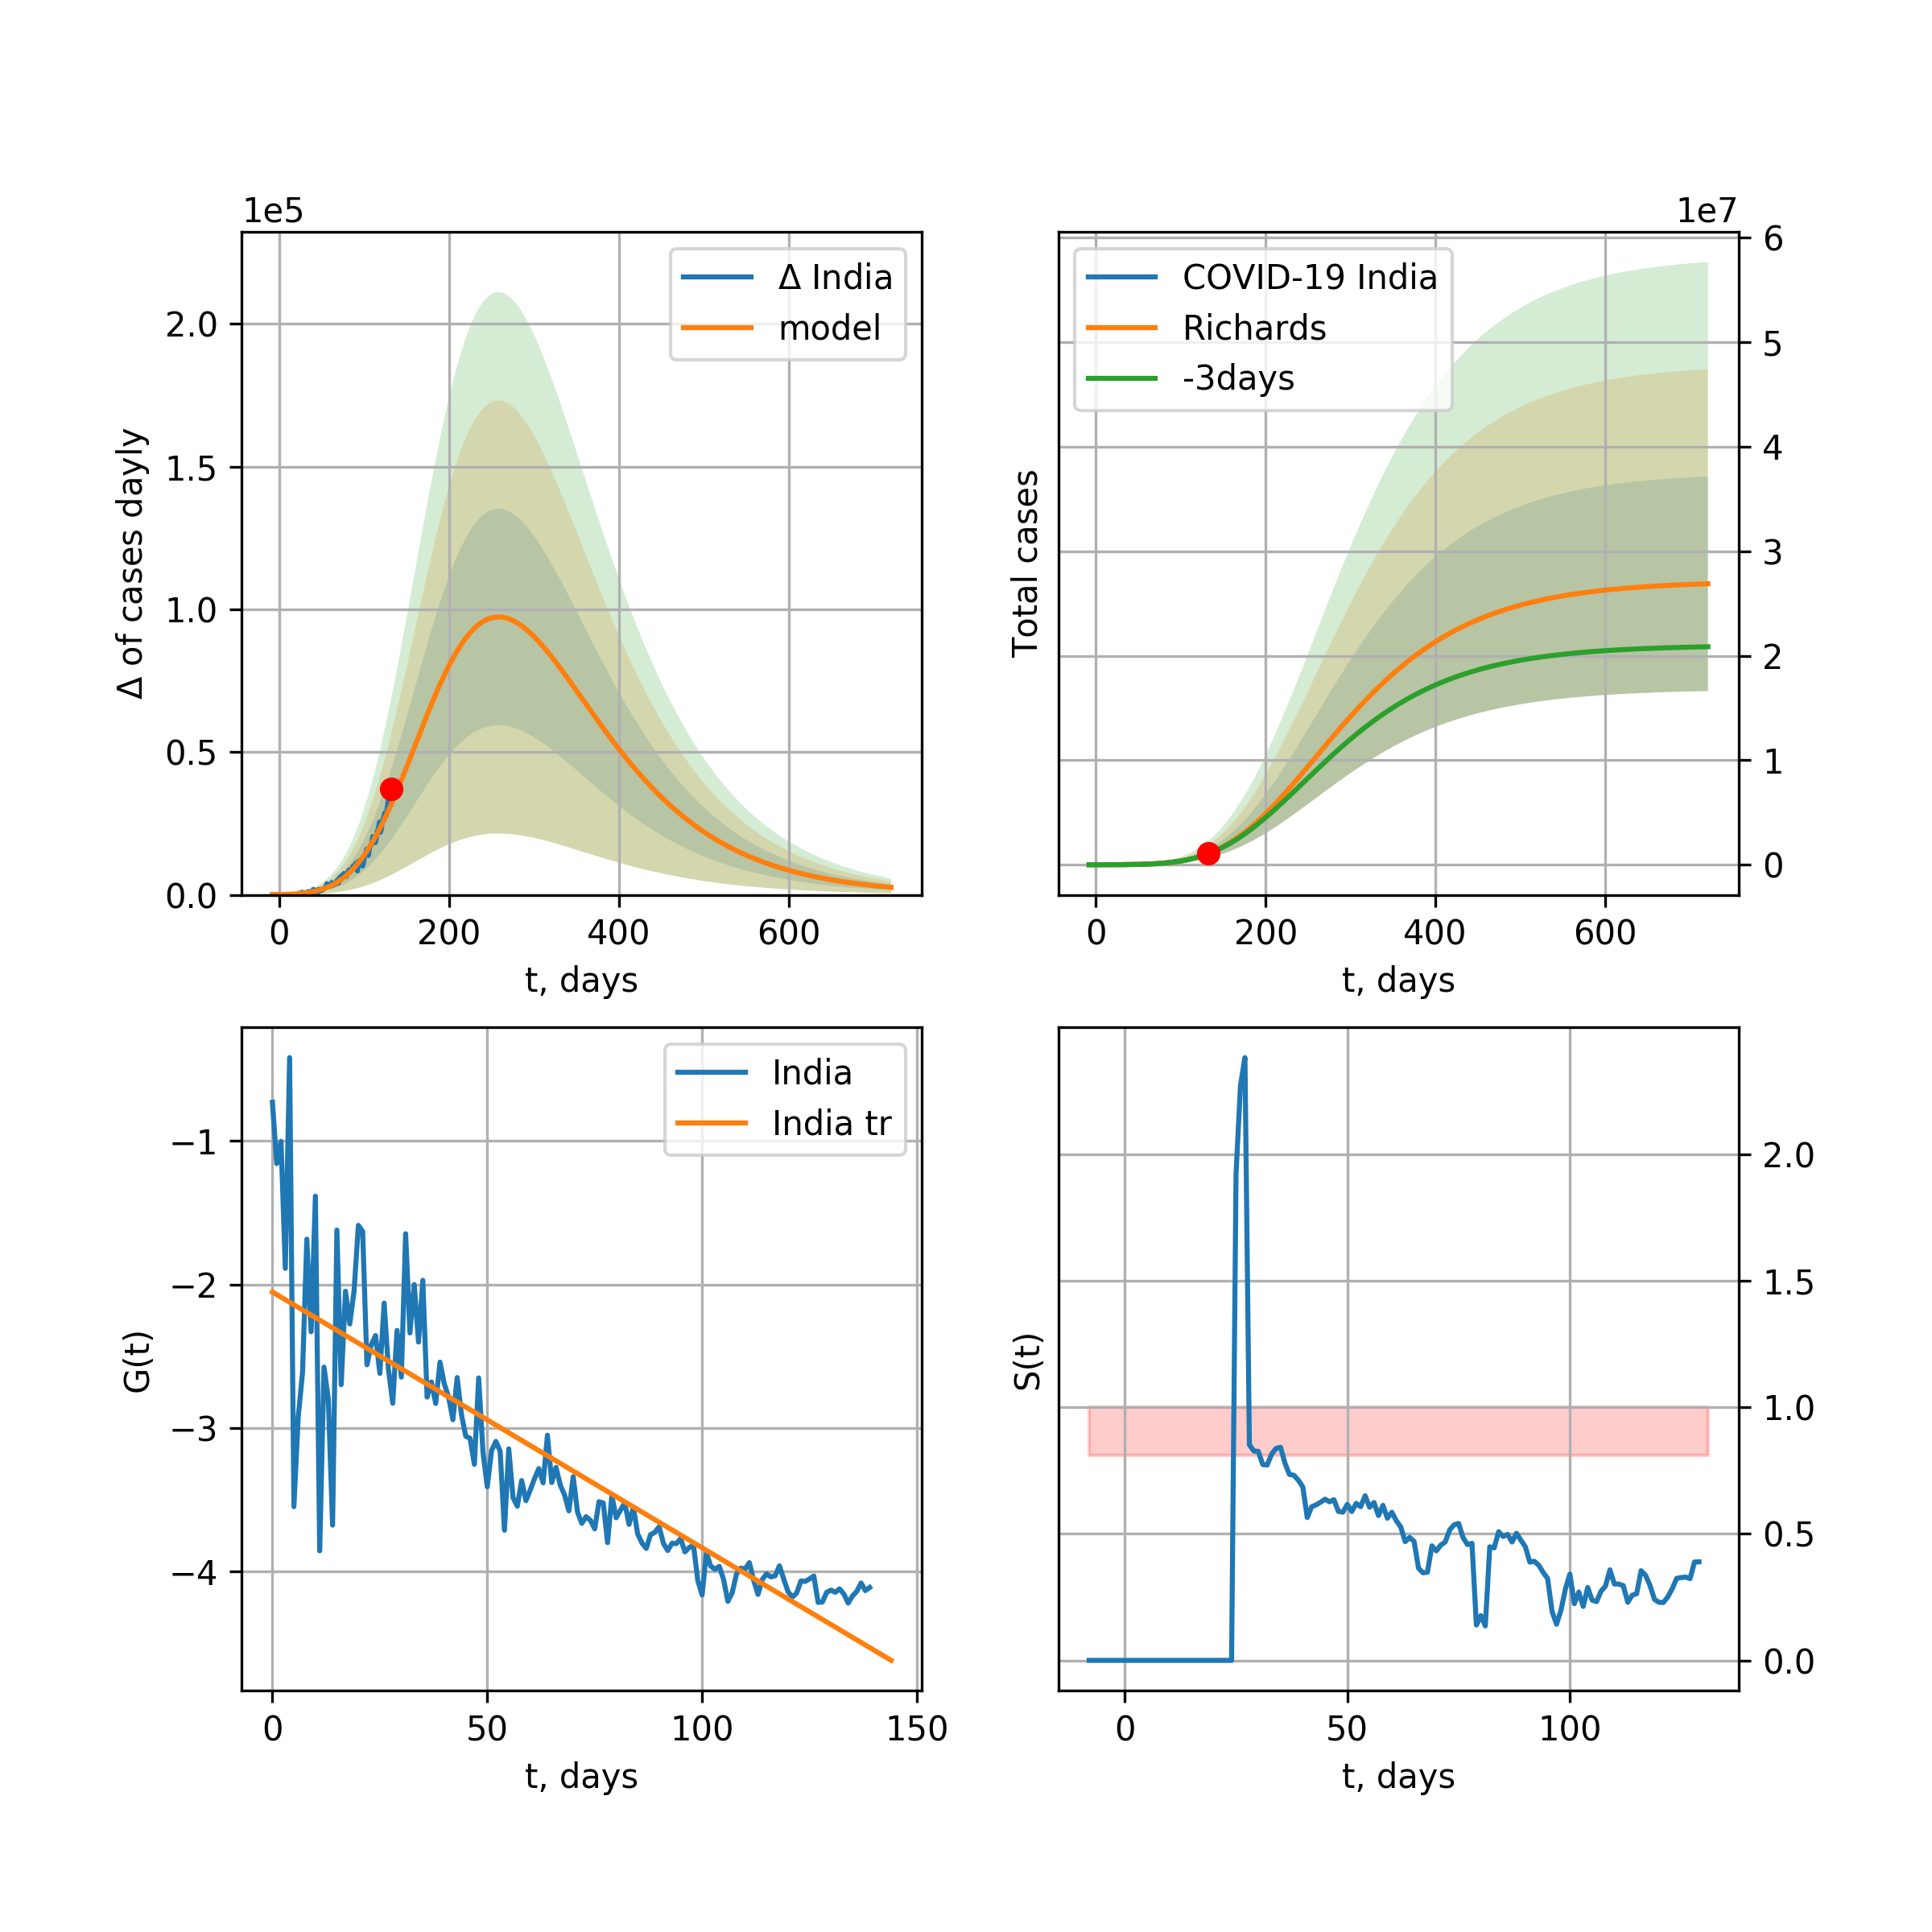 1e5
Δ of cases dayly
2.0
1.5
1.0
0.5
0.0
0 200 400 600
t, days
Δ India
model
1e7
Total cases
6
5
4
3
2
1
0
0 200 400 600
t, days
COVID-19 India
Richards
-3days
G(t)
−1
−2
−3
−4
0 50 100 150
t, days
India
India tr
S(t)
2.0
1.5
1.0
0.5
0.0
0 50 100
t, days